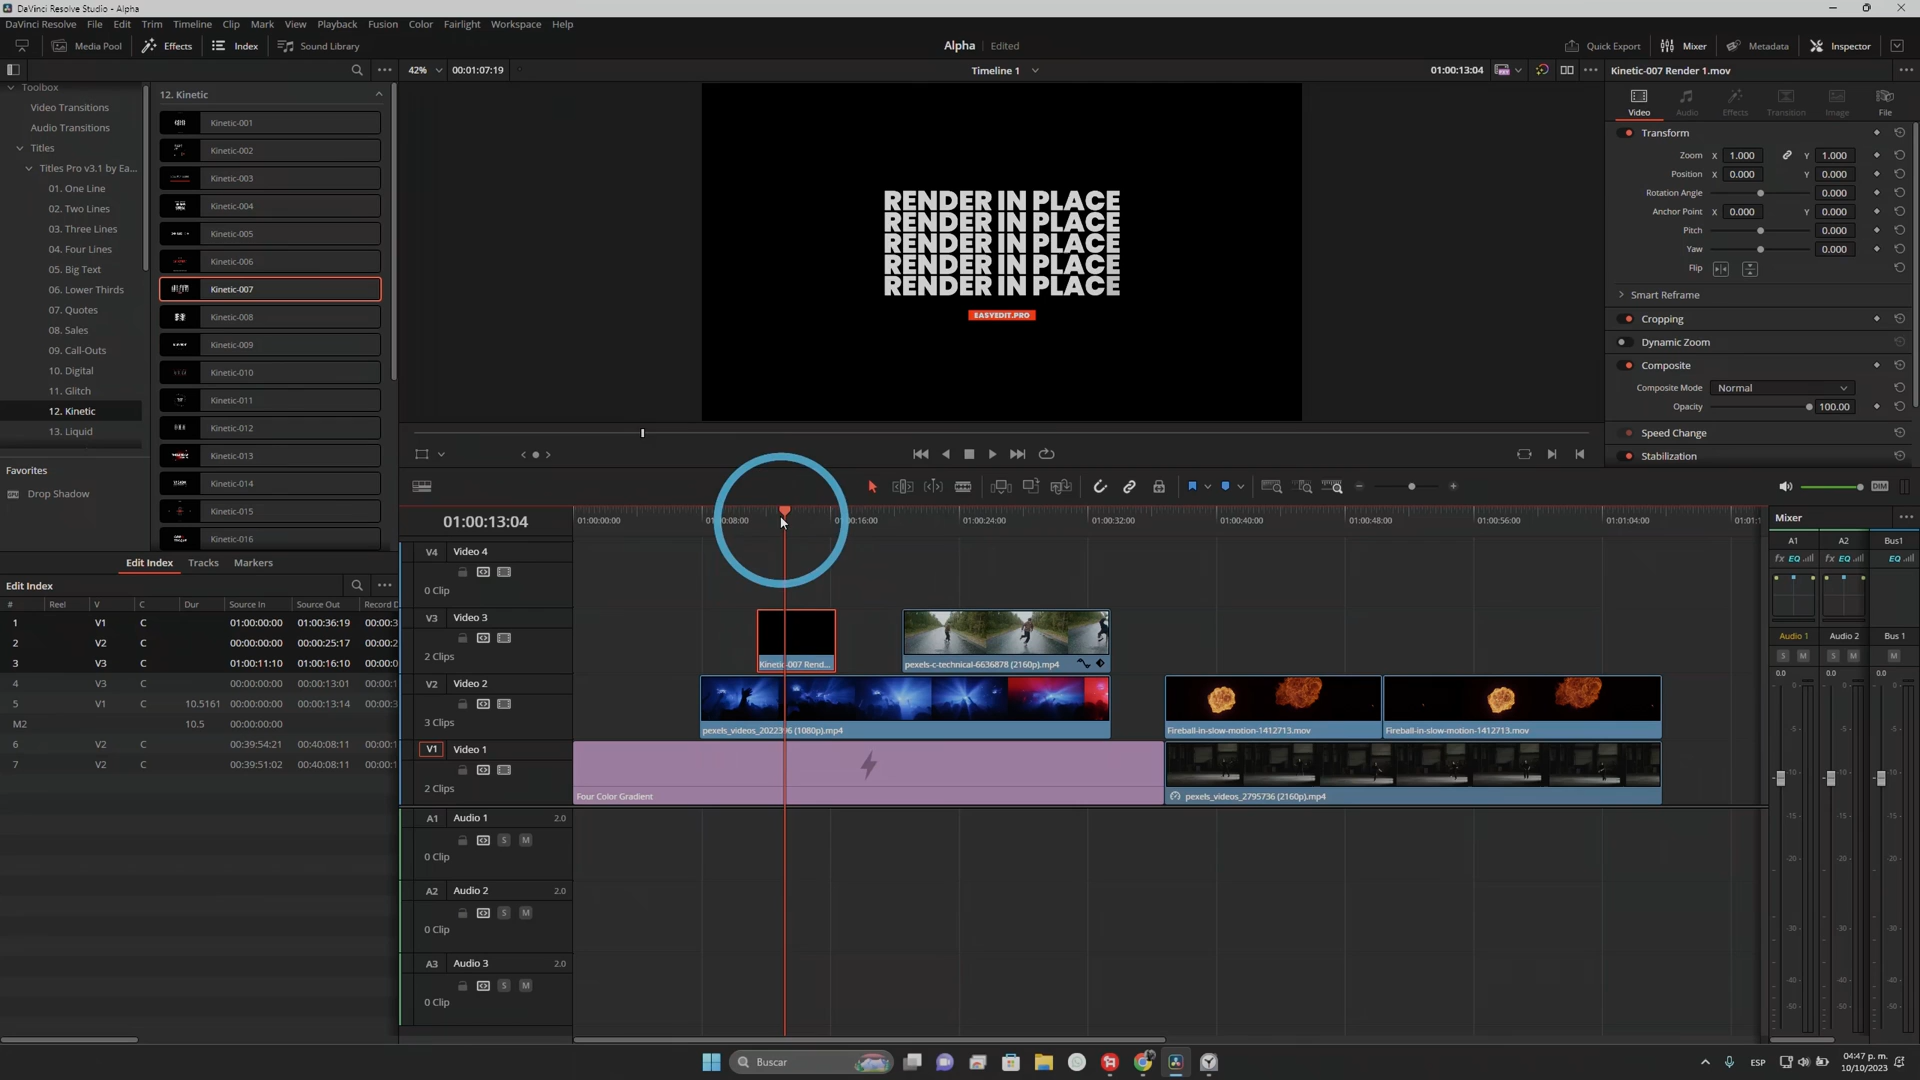 DaVinci Resolve Studio - Alpha
DaVinci Resolve File Edit Trim Timeline Clip Mark View Playback Fusion Color Fairlight Workspace Help
Media Pool Effects Index Sound Library
Alpha Edited
Quick Export Mixer Metadata Inspector
42% 00:01:07:19
Timeline 1
01:00:13:04
Kinetic-007 Render 1.mov
Toolbox
Video Transitions
Audio Transitions
Titles
Titles Pro v3.1 by Ea...
01. One Line
02. Two Lines
03. Three Lines
04. Four Lines
05. Big Text
06. Lower Thirds
07. Quotes
08. Sales
09. Call-Outs
10. Digital
11. Glitch
12. Kinetic
13. Liquid
Favorites
Drop Shadow
12. Kinetic
Kinetic-001
Kinetic-002
Kinetic-003
Kinetic-004
Kinetic-005
Kinetic-006
Kinetic-007
Kinetic-008
Kinetic-009
Kinetic-010
Kinetic-011
Kinetic-012
Kinetic-013
Kinetic-014
Kinetic-015
Kinetic-016
RENDER IN PLACE
RENDER IN PLACE
RENDER IN PLACE
RENDER IN PLACE
RENDER IN PLACE
EASYEDIT.PRO
Video Audio Effects Transition Image File
Transform
Zoom X 1.000 Y 1.000
Position X 0.000 Y 0.000
Rotation Angle 0.000
Anchor Point X 0.000 Y 0.000
Pitch 0.000
Yaw 0.000
Flip
Smart Reframe
Cropping
Dynamic Zoom
Composite
Composite Mode Normal
Opacity 100.00
Speed Change
Stabilization
DIM
Edit Index Tracks Markers
Edit Index
# Reel V C Dur Source In Source Out Record D
1 V1 C 01:00:00:00 01:00:36:19 00:00:3
2 V2 C 00:00:00:00 00:00:25:17 00:00:2
3 V3 C 01:00:11:10 01:00:16:10 00:00:0
4 V3 C 00:00:00:00 00:00:13:01 00:00:1
5 V1 C 10.5161 00:00:00:00 00:00:13:14 00:00:3
M2 10.5 00:00:00:00
6 V2 C 00:39:54:21 00:40:08:11 00:00:1
7 V2 C 00:39:51:02 00:40:08:11 00:00:1
01:00:13:04
01:00:00:00 01:00:16:00 01:00:24:00 01:00:32:00 01:00:40:00 01:00:48:00 01:00:56:00 01:01:04:00
V4 Video 4
0 Clip
V3 Video 3
2 Clips
Kinetic-007 Rend...
pexels-c-technical-6636878 (2160p).mp4
V2 Video 2
3 Clips
pexels_videos_2022396 (1080p).mp4
Fireball-in-slow-motion-1412713.mov
Fireball-in-slow-motion-1412713.mov
V1 Video 1
2 Clips
Four Color Gradient
pexels_videos_2795736 (2160p).mp4
A1 Audio 1 2.0
S M
0 Clip
A2 Audio 2 2.0
S M
0 Clip
A3 Audio 3 2.0
S M
0 Clip
Mixer
A1 A2 Bus1
fx EQ fx EQ EQ
Audio 1 Audio 2 Bus 1
S M S M M
0.0 0.0 0.0
Buscar
ESP
04:47 p. m.
10/10/2023